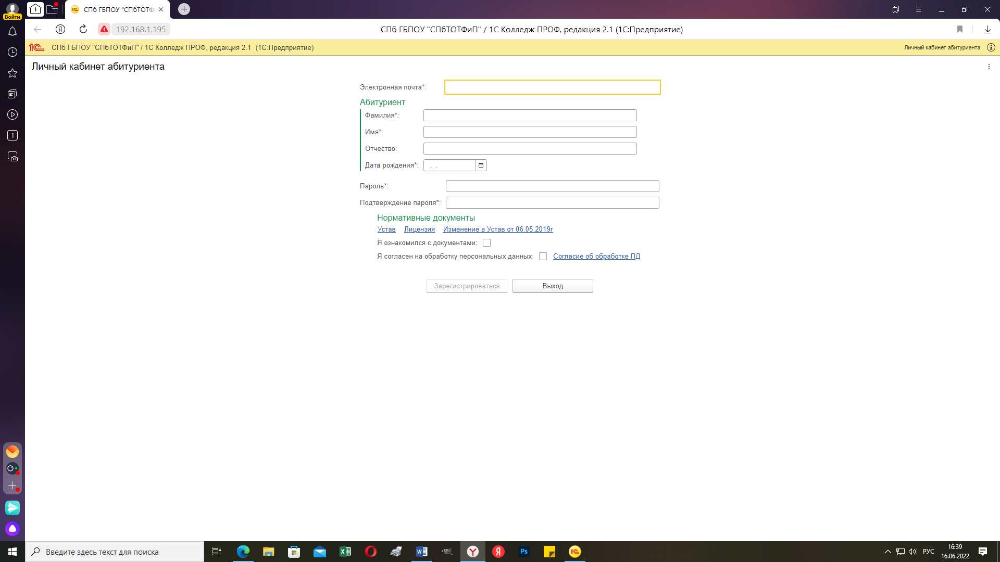 Войти
1
СПб ГБПОУ "СПбТОТФ
192.168.1.195
СПб ГБПОУ "СПбТОТФиП" / 1С Колледж ПРОФ, редакция 2.1 (1С:Предприятие)
СПб ГБПОУ "СПбТОТФиП" / 1С Колледж ПРОФ, редакция 2.1 (1С:Предприятие)
Личный кабинет абитуриента
Личный кабинет абитуриента
Электронная почта*:
Абитуриент
Фамилия*:
Имя*:
Отчество:
Дата рождения*:
. .
Пароль*:
Подтверждение пароля*:
Нормативные документы
Устав Лицензия Изменение в Устав от 06.05.2019г
Я ознакомился с документами:
Я согласен на обработку персональных данных: Согласие об обработке ПД
Зарегистрироваться Выход
1
Введите здесь текст для поиска
РУС
16:39
16.06.2022